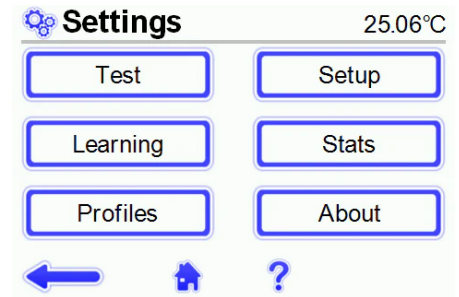 Settings 25.06°C
Test Setup
Learning Stats
Profiles About
?